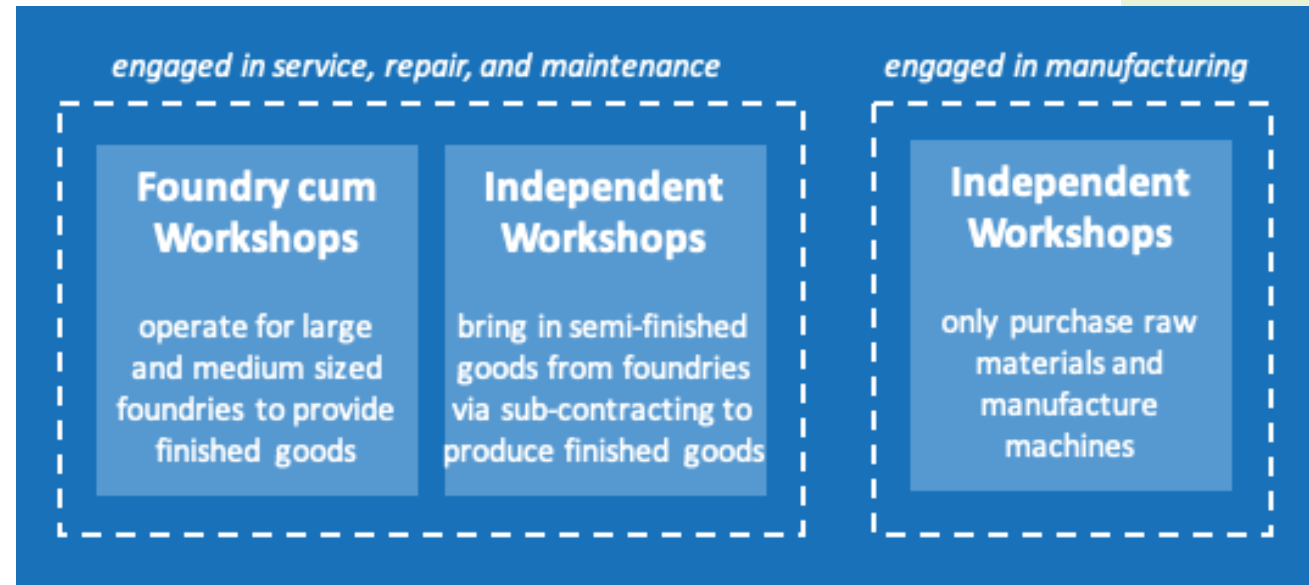 engaged in service, repair, and maintenance
Foundry cum
Workshops
operate for large
and medium sized
foundries to provide
finished goods
Independent
Workshops
bring in semi-finished
goods from foundries
via sub-contracting to
produce finished goods
engaged in manufacturing
Independent
Workshops
only purchase raw
materials and
manufacture
machines